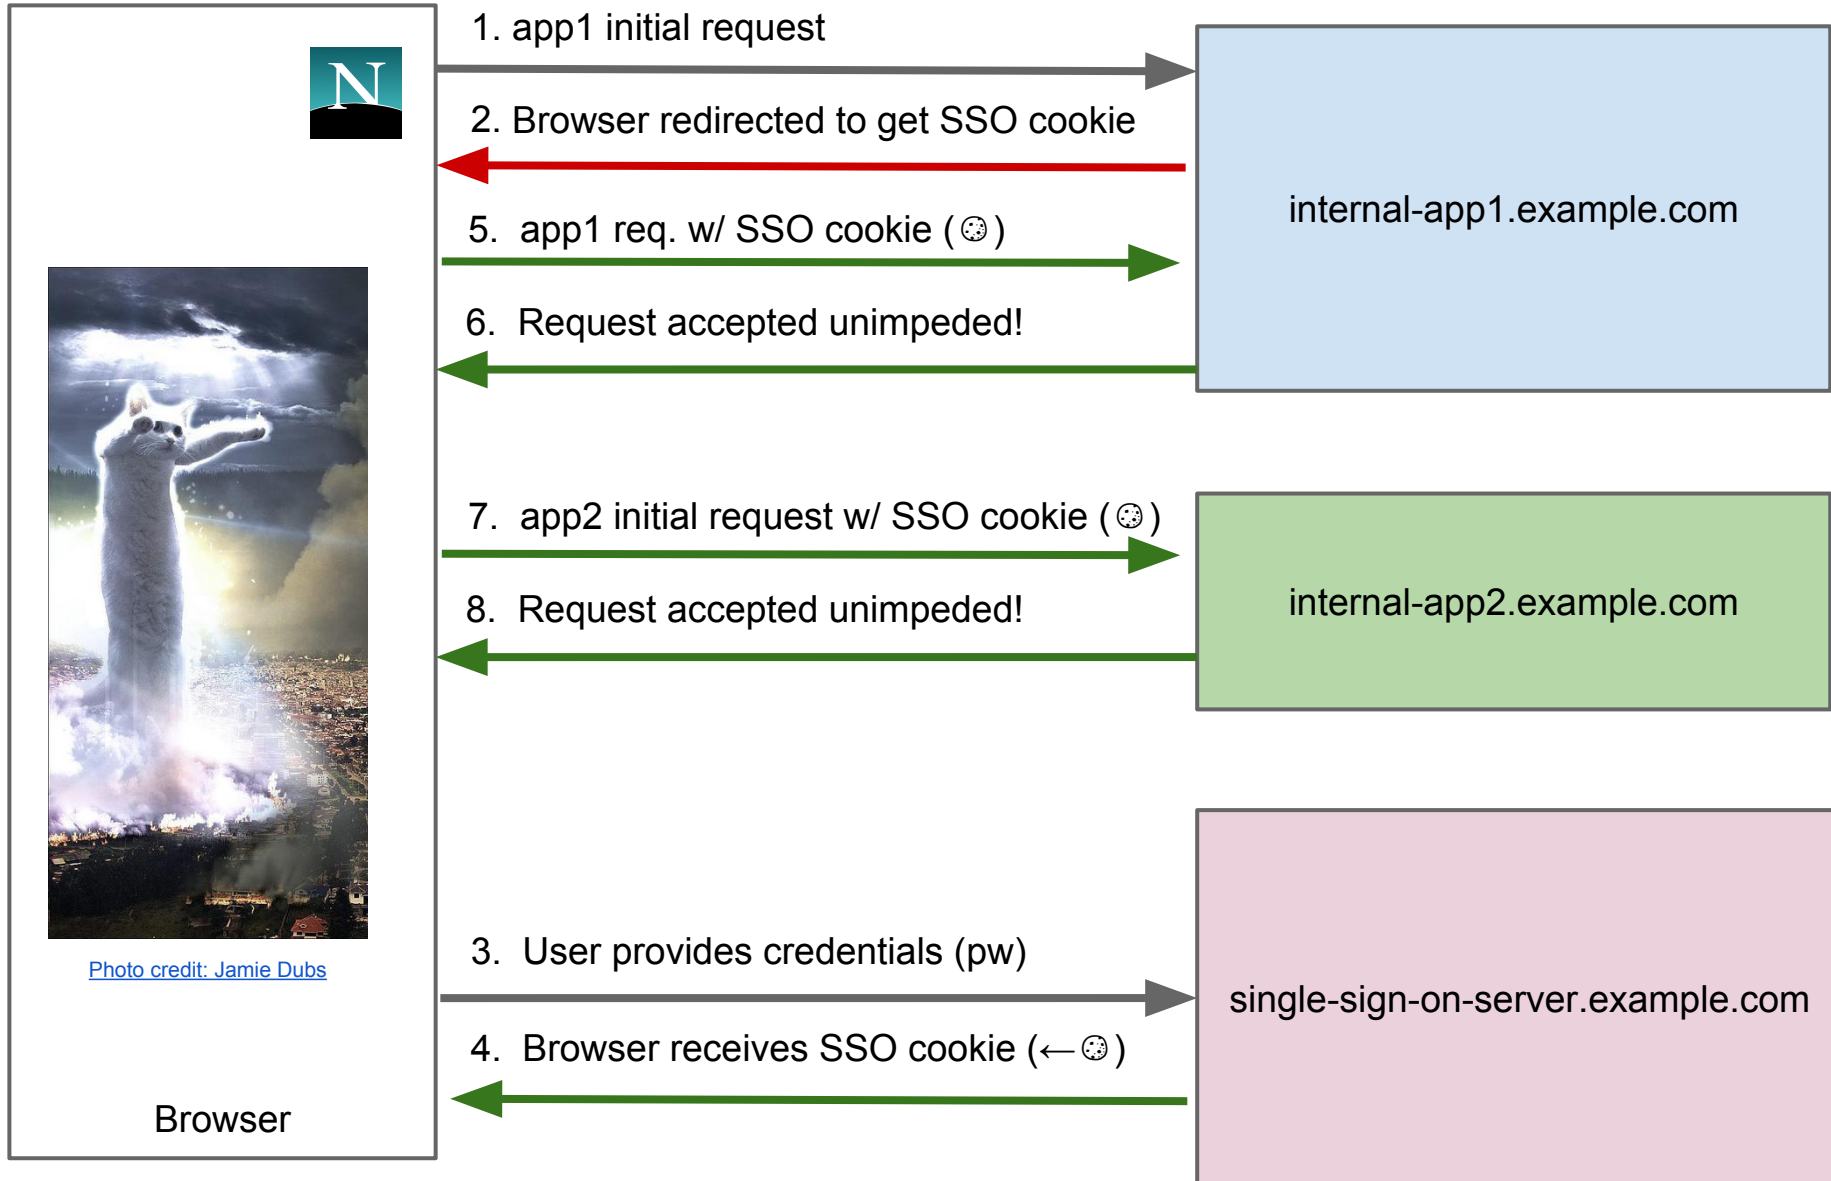 N
1. app1 initial request
2. Browser redirected to get SSO cookie
5. app1 req. w/ SSO cookie (🍪)
6. Request accepted unimpeded!
internal-app1.example.com
7. app2 initial request w/ SSO cookie (🍪)
8. Request accepted unimpeded!
internal-app2.example.com
3. User provides credentials (pw)
4. Browser receives SSO cookie (←🍪)
single-sign-on-server.example.com
Photo credit: Jamie Dubs
Browser